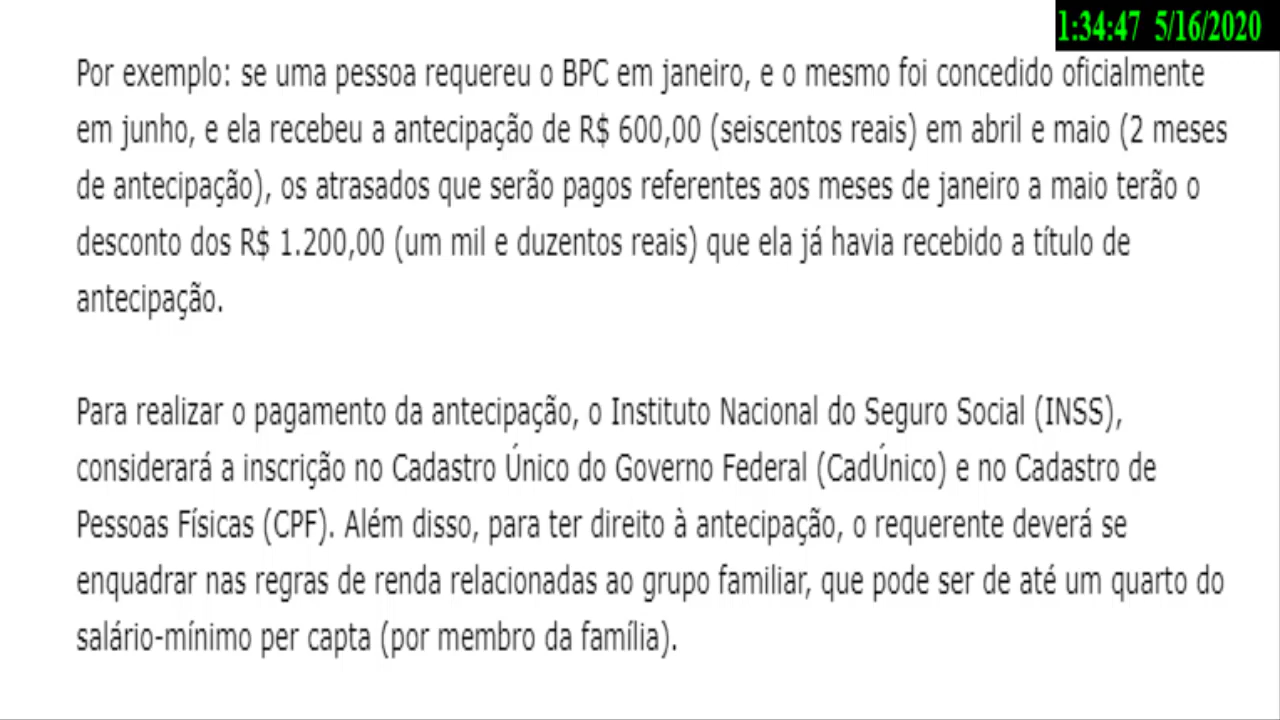 1:34:47 5/16/2020
Por exemplo: se uma pessoa requereu o BPC em janeiro, e o mesmo foi concedido oficialmente
em junho, e ela recebeu a antecipação de R$ 600,00 (seiscentos reais) em abril e maio (2 meses
de antecipação), os atrasados que serão pagos referentes aos meses de janeiro a maio terão o
desconto dos R$ 1.200,00 (um mil e duzentos reais) que ela já havia recebido a título de
antecipação.
Para realizar o pagamento da antecipação, o Instituto Nacional do Seguro Social (INSS),
considerará a inscrição no Cadastro Único do Governo Federal (CadÚnico) e no Cadastro de
Pessoas Físicas (CPF). Além disso, para ter direito à antecipação, o requerente deverá se
enquadrar nas regras de renda relacionadas ao grupo familiar, que pode ser de até um quarto do
salário-mínimo per capta (por membro da família).